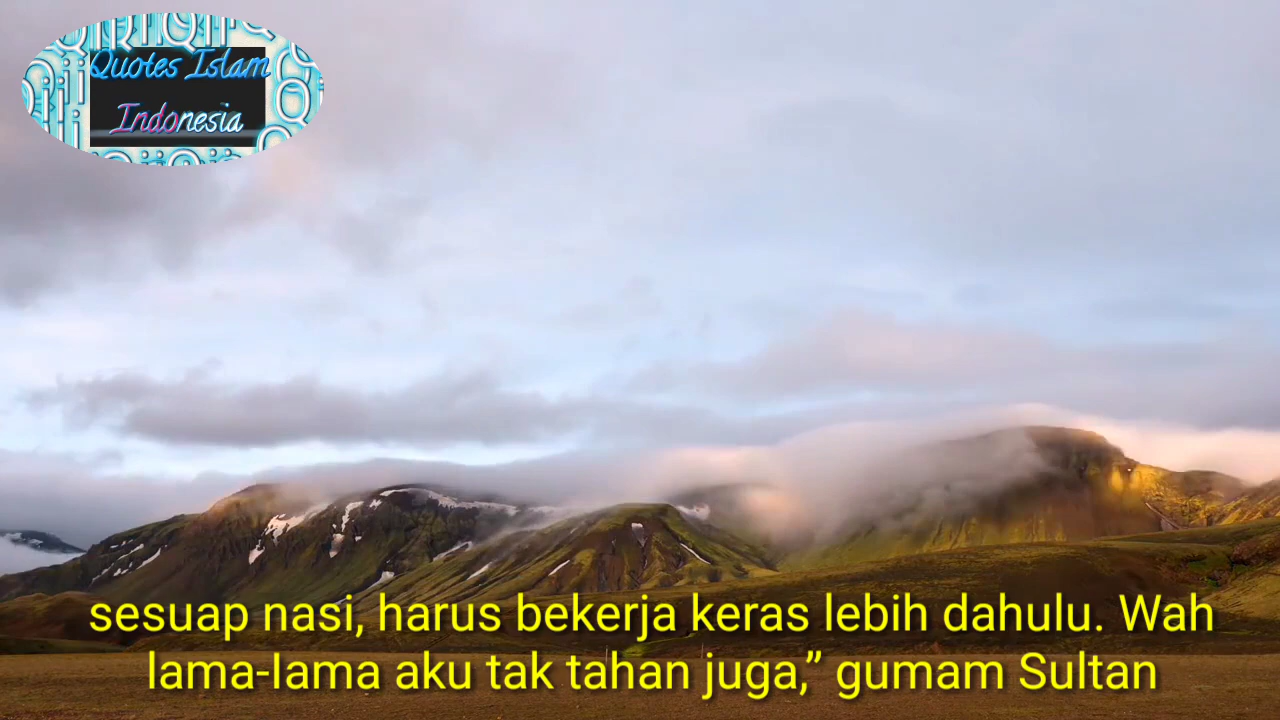 Quotes Islam
Indonesia
sesuap nasi, harus bekerja keras lebih dahulu. Wah
lama-lama aku tak tahan juga,” gumam Sultan